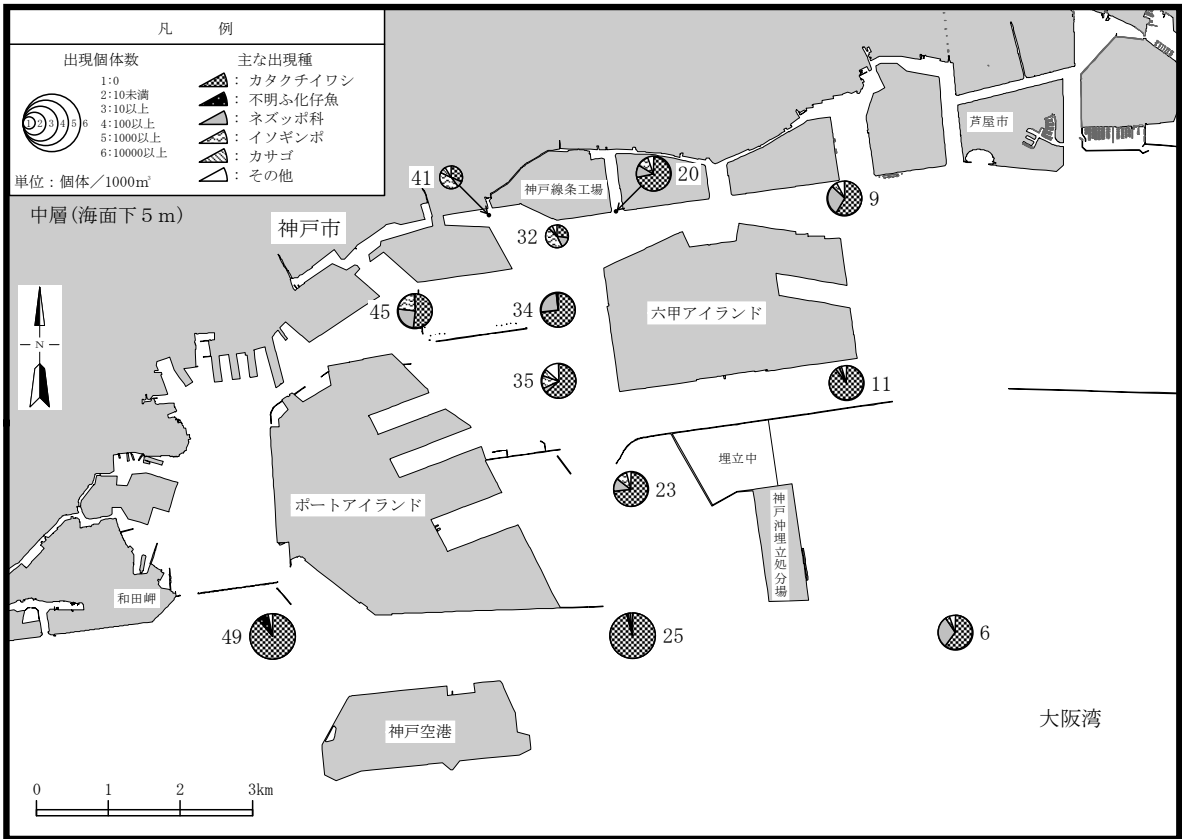 凡　例
出現個体数
1:0
2:10未満
3:10以上
4:100以上
5:1000以上
6:10000以上
1 2 3 4 5 6
単位：個体／1000㎥
主な出現種
：カタクチイワシ
：不明ふ化仔魚
：ネズッポ科
：イソギンポ
：カサゴ
：その他
中層(海面下５ｍ)
芦屋市
41
神戸線条工場
20
9
神戸市
32
45
34
六甲アイランド
N
35
11
埋立中
23
ポートアイランド
神戸沖埋立処分場
和田岬
49
25
6
神戸空港
大阪湾
0 1 2 3km